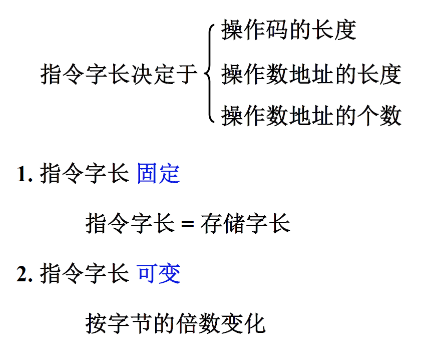 操作码的长度
指令字长决定于
操作数地址的长度
操作数地址的个数
1. 指令字长 固定
指令字长 = 存储字长
2. 指令字长 可变
按字节的倍数变化